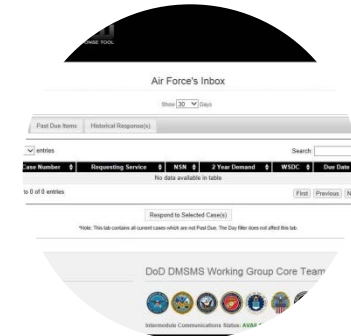 ONSE TOOL
Air Force's Inbox
Show 30 Days
Past Due Items Historical Response(s)
entries Search:
Case Number Requesting Service NSN 2 Year Demand WSDC Due Date
No data available in table
to 0 of 0 entries First Previous N
Respond to Selected Case(s)
*Note: This tab contains all current cases which are not Past Due. The Day filter does not affect this tab.
DoD DMSMS Working Group Core Team
Intermodule Communications Status: AVAI